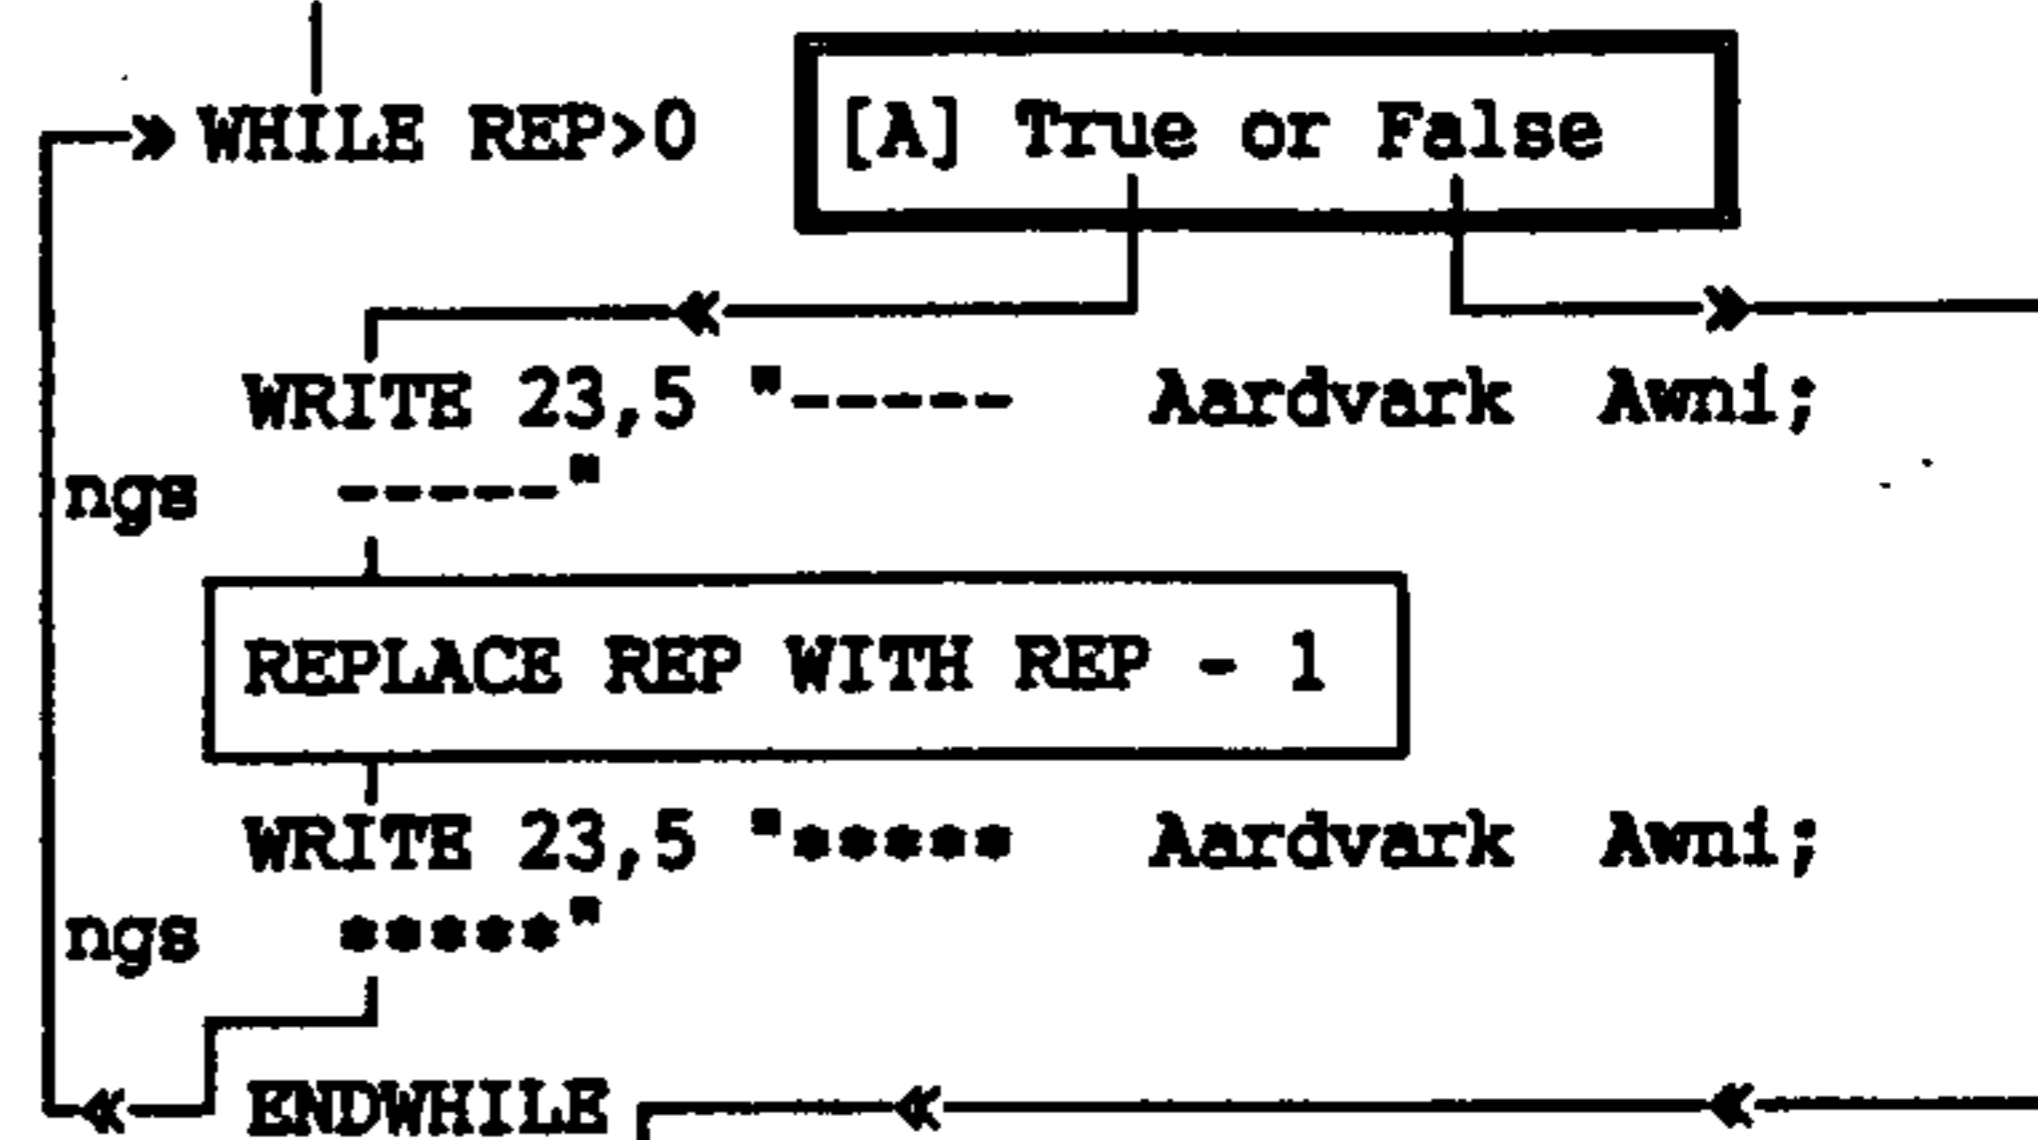 WHILE REP>0 [A] True or False
WRITE 23,5 "----- Aardvark Awni;
ngs -----"
REPLACE REP WITH REP - 1
WRITE 23,5 "***** Aardvark Awni;
ngs *****"
ENDWHILE